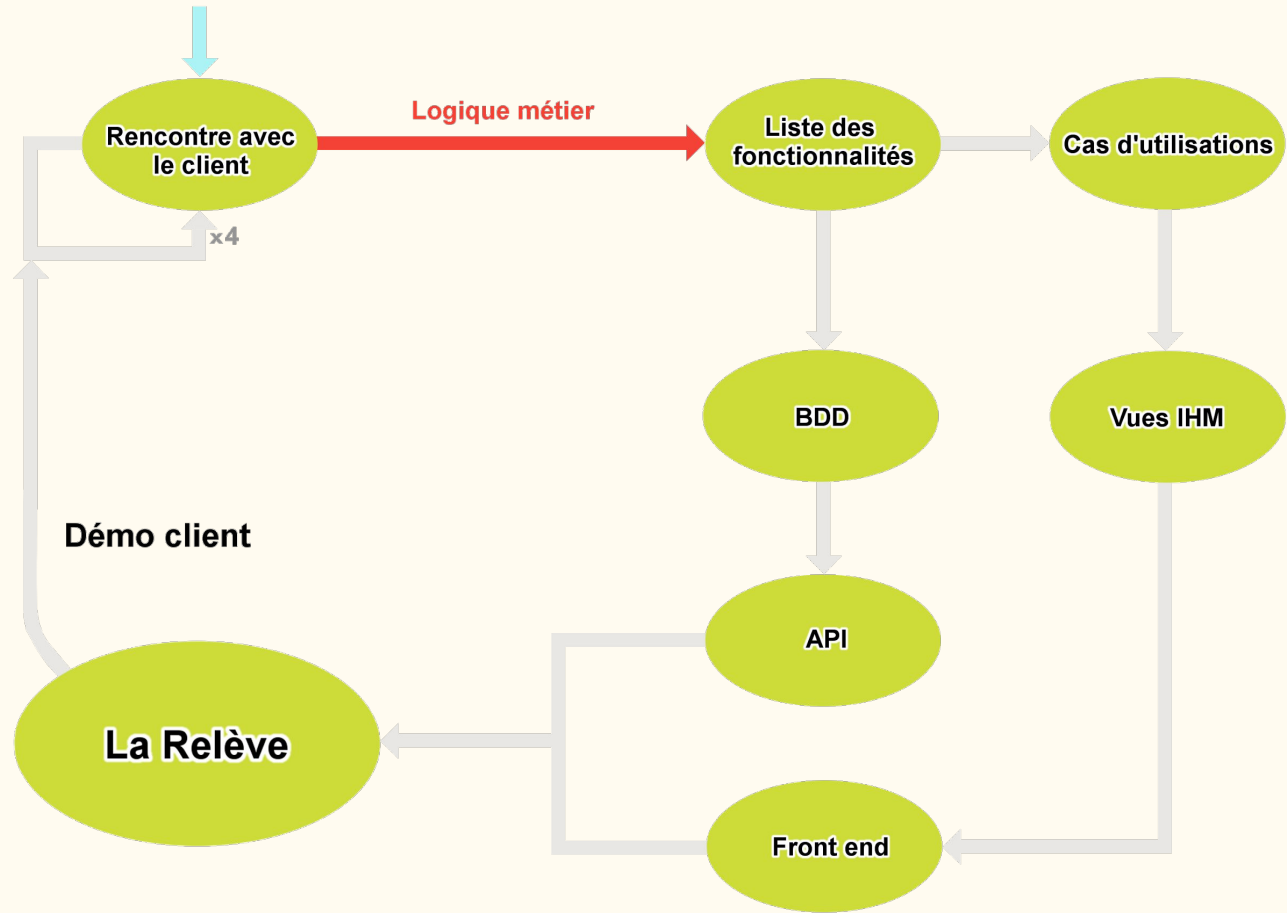 Logique métier
Rencontre avec
le client
Liste des
fonctionnalités
Cas d'utilisations
x4
BDD
Vues IHM
Démo client
API
La Relève
Front end